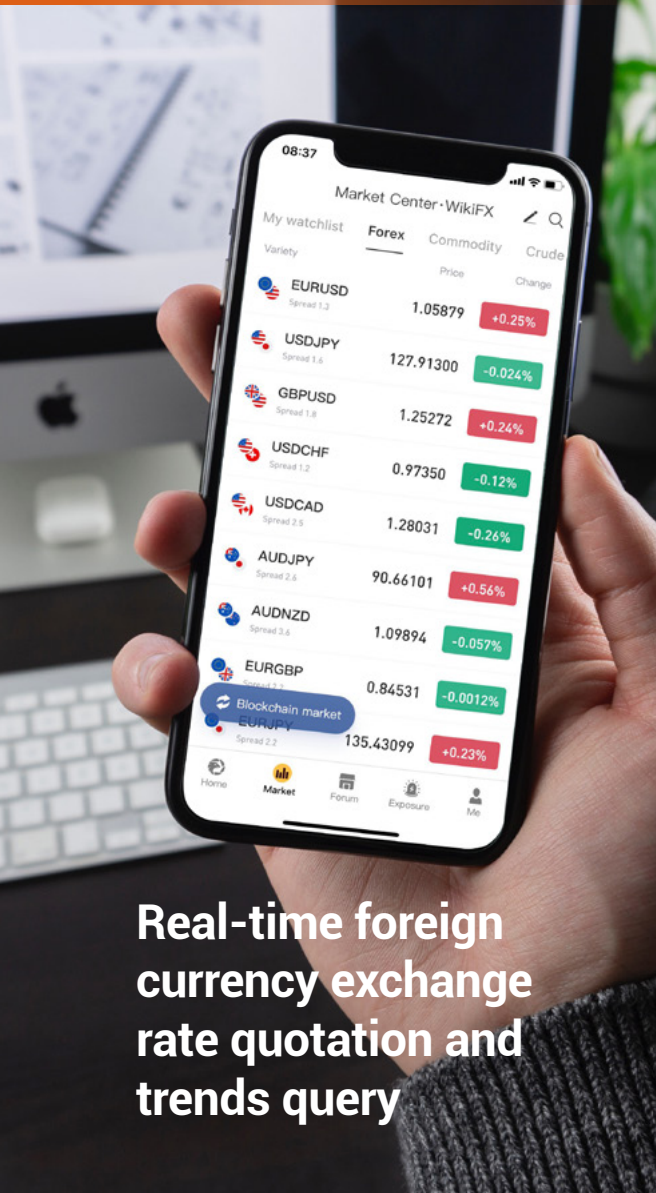 08:37
Market Center·WikiFX
My watchlist Forex Commodity Crude
Variety Price Change
EURUSD 1.05879 +0.25%
Spread 1.3
USDJPY 127.91300 -0.024%
Spread 1.6
GBPUSD 1.25272 +0.24%
Spread 1.8
USDCHF 0.97350 -0.12%
Spread 1.2
USDCAD 1.28031 -0.26%
Spread 2.5
AUDJPY 90.66101 +0.56%
Spread 2.6
AUDNZD 1.09894 -0.057%
Spread 3.6
EURGBP 0.84531 -0.0012%
Blockchain market
EURJPY 135.43099 +0.23%
Spread 2.2
Home Market Forum Exposure Me
Real-time foreign
currency exchange
rate quotation and
trends query